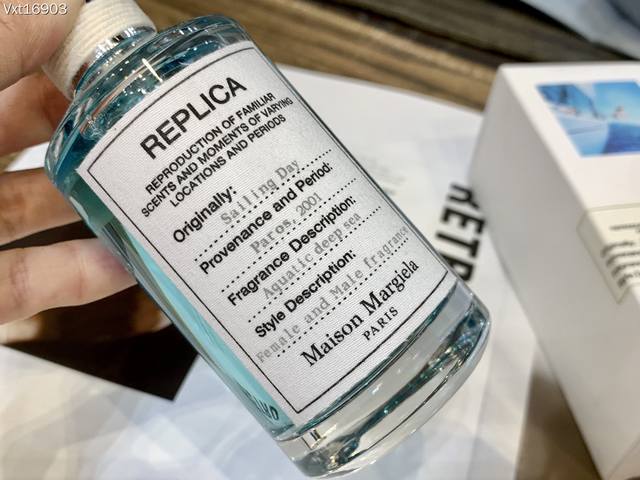 Vxt16903
REPLICA
REPRODUCTION OF FAMILIAR
SCENTS AND MOMENTS OF VARYING
LOCATIONS AND PERIODS
Originally:
Sailing Day
Provenance and Period:
Paros, 2001
Fragrance Description:
Aquatic deep sea
Style Description:
Female and Male fragrance
Maison Margiela
PARIS